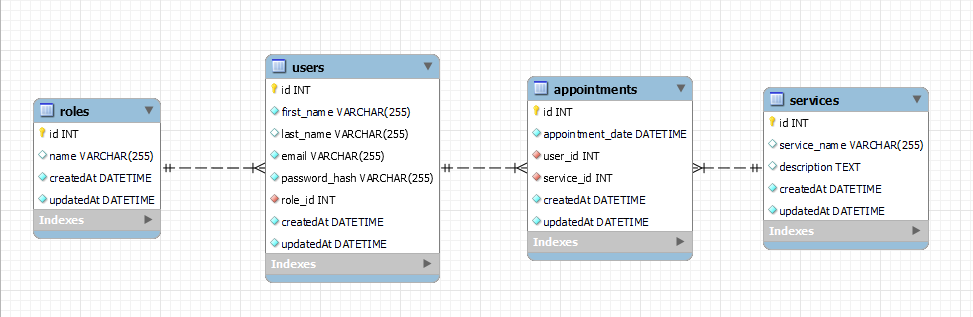 roles
id INT
name VARCHAR(255)
createdAt DATETIME
updatedAt DATETIME
Indexes
users
id INT
first_name VARCHAR(255)
last_name VARCHAR(255)
email VARCHAR(255)
password_hash VARCHAR(255)
role_id INT
createdAt DATETIME
updatedAt DATETIME
Indexes
appointments
id INT
appointment_date DATETIME
user_id INT
service_id INT
createdAt DATETIME
updatedAt DATETIME
Indexes
services
id INT
service_name VARCHAR(255)
description TEXT
createdAt DATETIME
updatedAt DATETIME
Indexes